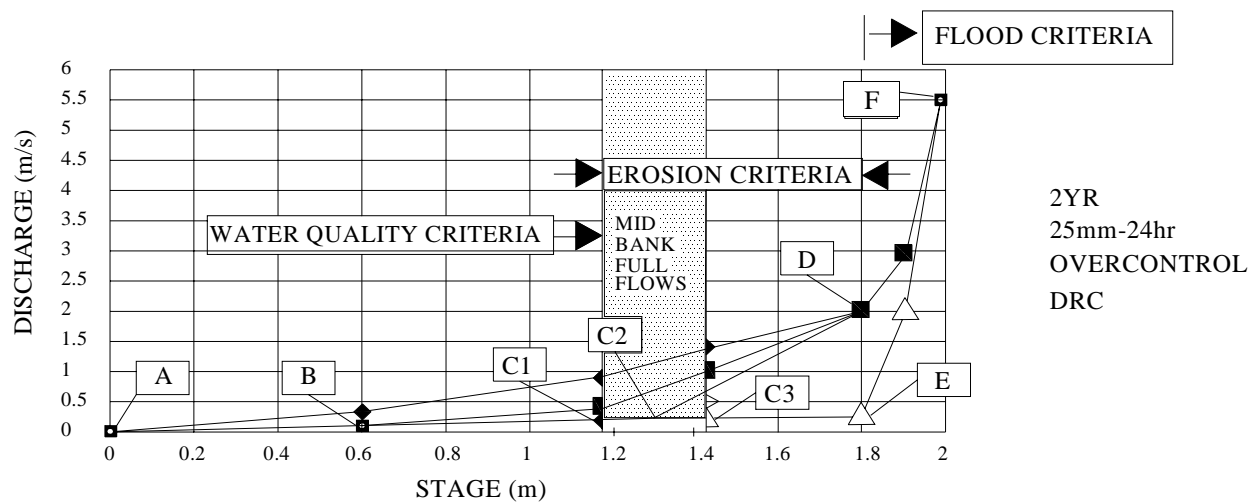 FLOOD CRITERIA
DISCHARGE (m/s)
6
5.5
5
4.5
4
3.5
3
2.5
2
1.5
1
0.5
0
F
EROSION CRITERIA
WATER QUALITY CRITERIA
MID
BANK
FULL
FLOWS
D
C2
C1
A
B
C3
E
2YR
25mm-24hr
OVERCONTROL
DRC
0
0.2
0.4
0.6
0.2
1
1.2
1.4
1.6
1.8
2
STAGE (m)